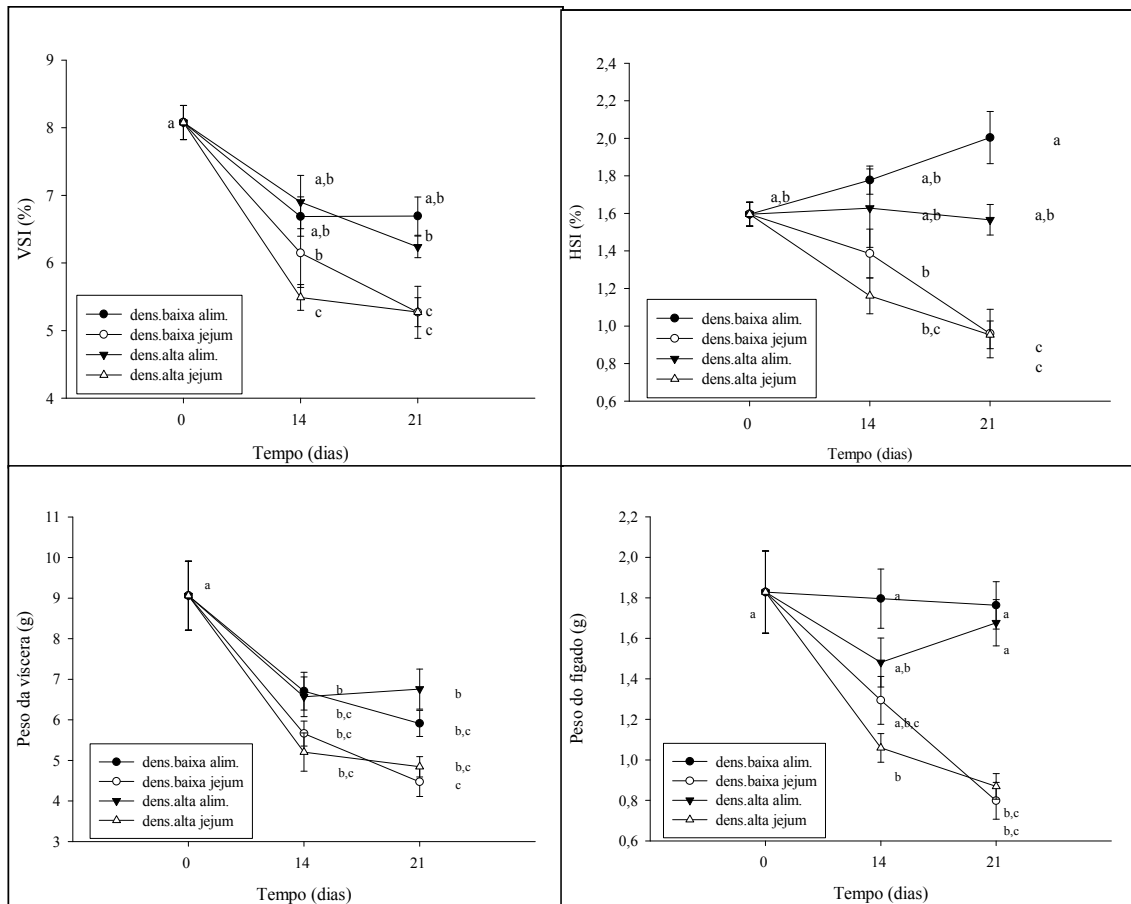 VSI (%)
9
8
7
6
5
4
a
a,b
a,b
b
c
a,b
b
c
c
dens.baixa alim.
dens.baixa jejum
dens.alta alim.
dens.alta jejum
0
14
21
Tempo (dias)
HSI (%)
2,4
2,2
2,0
1,8
1,6
1,4
1,2
1,0
0,8
0,6
a,b
a,b
a,b
b
b,c
a
a,b
c
c
dens.baixa alim.
dens.baixa jejum
dens.alta alim.
dens.alta jejum
0
14
21
Tempo (dias)
Peso da víscera (g)
11
10
9
8
7
6
5
4
3
a
b
b,c
b,c
b,c
b
b,c
b,c
c
dens.baixa alim.
dens.baixa jejum
dens.alta alim.
dens.alta jejum
0
14
21
Tempo (dias)
Peso do fígado (g)
2,2
2,0
1,8
1,6
1,4
1,2
1,0
0,8
0,6
a
a
a,b
a,b,c
b
a
a
b,c
b,c
dens.baixa alim.
dens.baixa jejum
dens.alta alim.
dens.alta jejum
0
14
21
Tempo (dias)